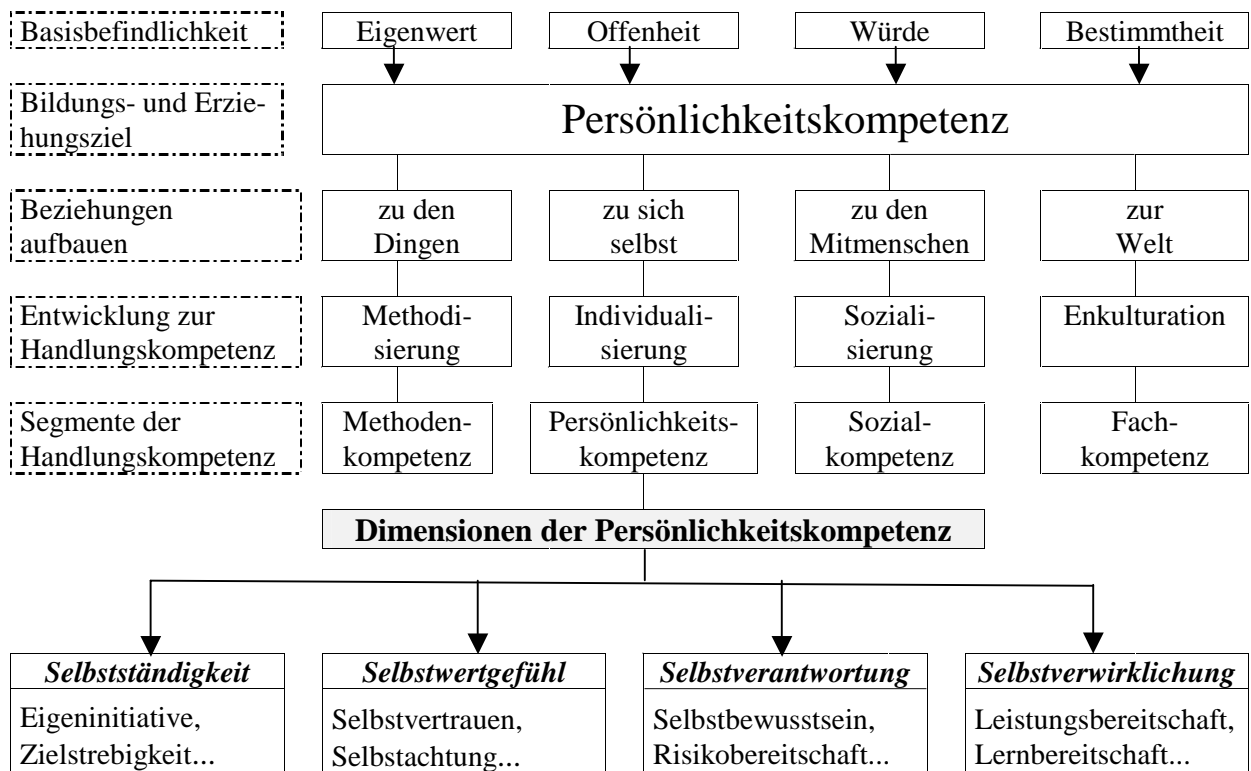 Basisbefindlichkeit Eigenwert Offenheit Würde Bestimmtheit
Bildungs- und Erzie-
hungsziel
Persönlichkeitskompetenz
Beziehungen
aufbauen
zu den
Dingen
zu sich
selbst
zu den
Mitmenschen
zur
Welt
Entwicklung zur
Handlungskompetenz
Methodi-
sierung
Individuali-
sierung
Soziali-
sierung
Enkulturation
Segmente der
Handlungskompetenz
Methoden-
kompetenz
Persönlichkeits-
kompetenz
Sozial-
kompetenz
Fach-
kompetenz
Dimensionen der Persönlichkeitskompetenz
Selbstständigkeit
Eigeninitiative,
Zielstrebigkeit...
Selbstwertgefühl
Selbstvertrauen,
Selbstachtung...
Selbstverantwortung
Selbstbewusstsein,
Risikobereitschaft...
Selbstverwirklichung
Leistungsbereitschaft,
Lernbereitschaft...